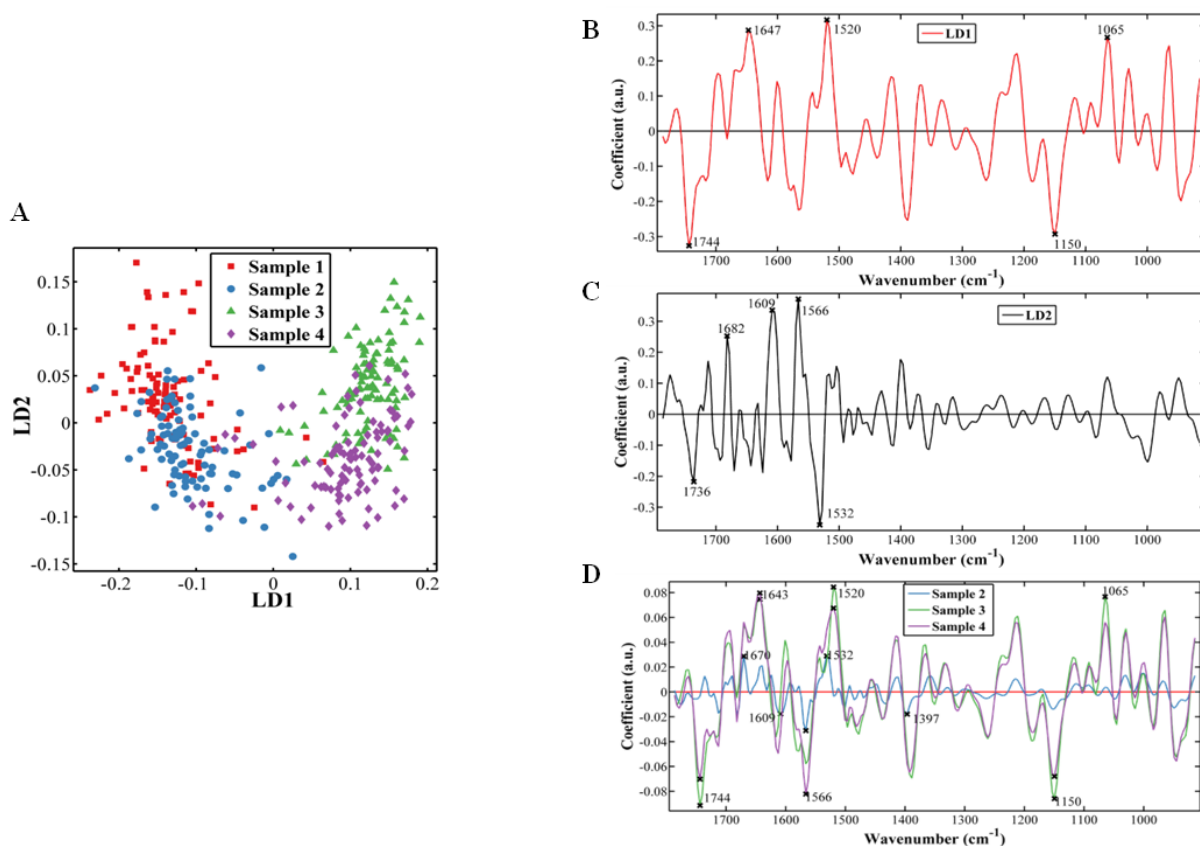 A
LD2
0.15
0.1
0.05
0
-0.05
-0.1
-0.15
Sample 1
Sample 2
Sample 3
Sample 4
-0.2 -0.1 0 0.1 0.2
LD1
B
Coefficient (a.u.)
0.3
0.2
0.1
0
-0.1
-0.2
-0.3
1647
1520
LD1
1065
1744
1150
1700 1600 1500 1400 1300 1200 1100 1000
Wavenumber (cm⁻¹)
C
Coefficient (a.u.)
0.3
0.2
0.1
0
-0.1
-0.2
-0.3
1609
1566
1682
LD2
1736
1532
1700 1600 1500 1400 1300 1200 1100 1000
Wavenumber (cm⁻¹)
D
Coefficient (a.u.)
0.08
0.06
0.04
0.02
0
-0.02
-0.04
-0.06
-0.08
1643
1520
1065
Sample 2
Sample 3
Sample 4
1670
1532
1609
1397
1744
1566
1150
1700 1600 1500 1400 1300 1200 1100 1000
Wavenumber (cm⁻¹)